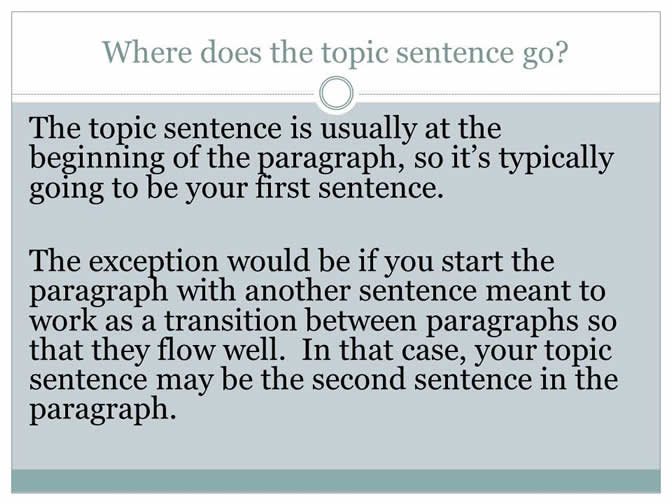 Where does the topic sentence go?
The topic sentence is usually at the
beginning of the paragraph, so it’s typically
going to be your first sentence.
The exception would be if you start the
paragraph with another sentence meant to
work as a transition between paragraphs so
that they flow well.  In that case, your topic
sentence may be the second sentence in the
paragraph.